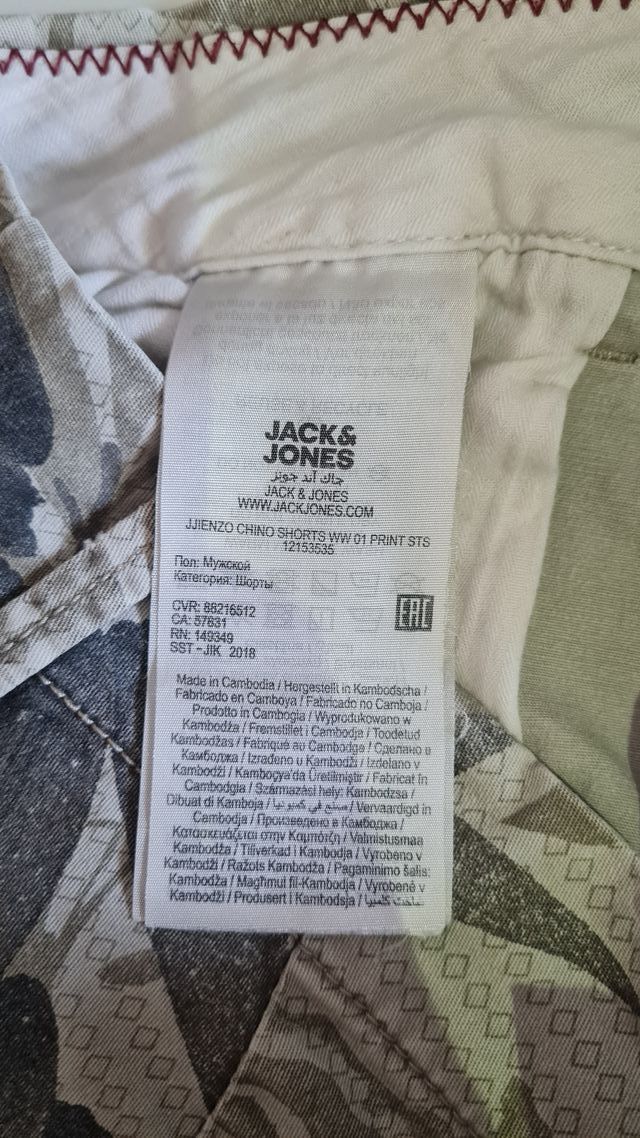 JACK&
JONES
جاك آند جونز
JACK & JONES
WWW.JACKJONES.COM
JJIENZO CHINO SHORTS WW 01 PRINT STS
12153535
Пол: Мужской
Категория: Шорты
CVR: 88216512
CA: 57631
RN: 149349
SST-JIK 2018
EAC
Made in Cambodia / Hergestellt in Kambodscha /
Fabricado en Camboya / Fabricado no Camboja /
Prodotto in Cambogia / Wyprodukowano w
Kambodża / Fremstillet i Cambodja / Toodetud
Kambodžas / Fabriqué au Cambodge / Сделано в
Камбоджа / Izrađeno u Kambodži / Izdelano v
Kambodži / Kamboçya'da Üretilmiştir / Fabricat în
Cambodgia / Származási hely: Kambodzsa /
Dibuat di Kamboja / صنع في كمبوديا / Vervaardigd in
Cambodja / Произведено в Камбоджа /
Κατασκευάζεται στην Καμπότζη / Valmistusmaa
Kambodža / Tillverkad i Kambodja / Vyrobeno v
Kambodži / Ražots Kambodža / Pagaminimo šalis:
Kambodža / Magħmul fil-Kambodja / Vyrobené v
Kambodži / Produsert i Kambodsja /